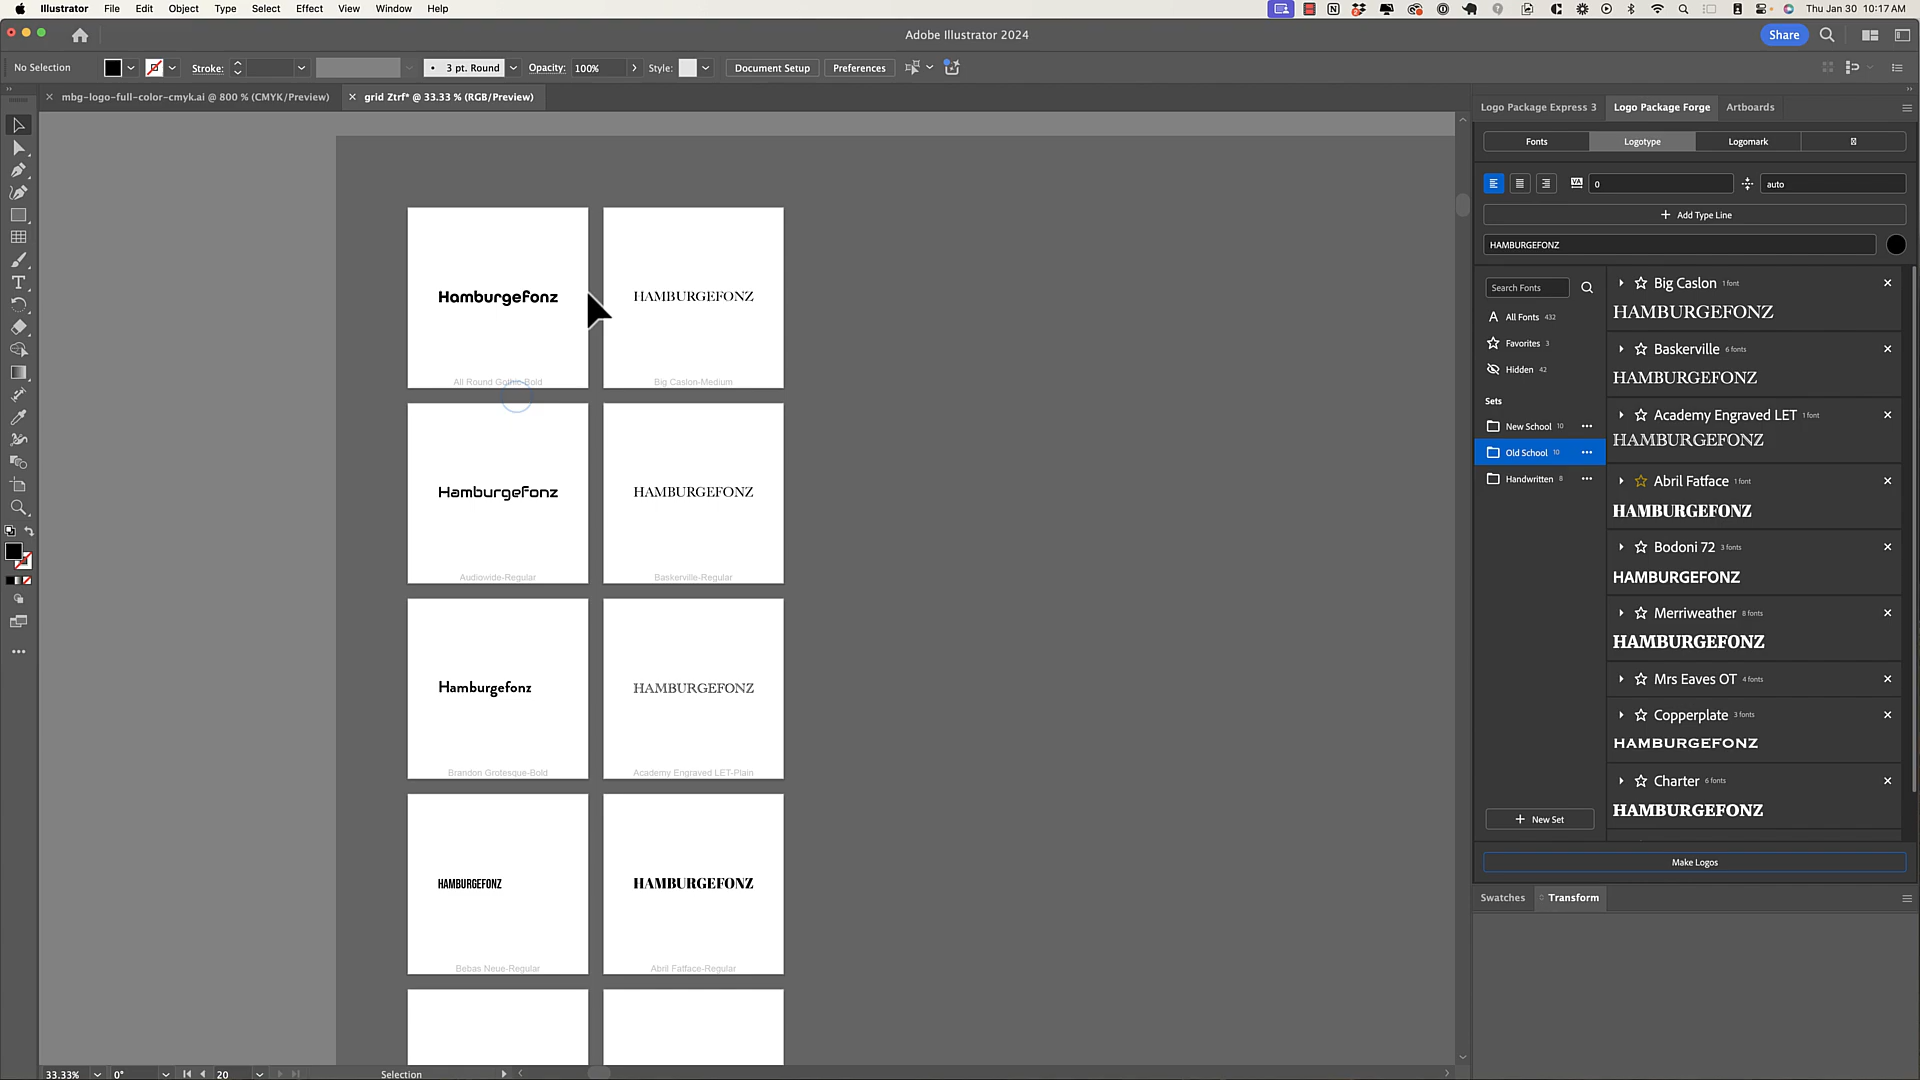 Illustrator File Edit Object Type Select Effect View Window Help
Thu Jan 30 10:17 AM
Adobe Illustrator 2024
Share
No Selection
Stroke:
3 pt. Round
Opacity: 100%
Style:
Document Setup
Preferences
mbg-logo-full-color-cmyk.ai @ 800 % (CMYK/Preview)
grid Ztrf* @ 33.33 % (RGB/Preview)
Logo Package Express 3
Logo Package Forge
Artboards
Fonts
Logotype
Logomark
0
auto
Add Type Line
HAMBURGEFONZ
Search Fonts
All Fonts 432
Favorites 3
Hidden 42
Sets
New School 10
Old School 10
Handwritten 8
New Set
Big Caslon 1 font
HAMBURGEFONZ
Baskerville 6 fonts
HAMBURGEFONZ
Academy Engraved LET 1 font
HAMBURGEFONZ
Abril Fatface 1 font
HAMBURGEFONZ
Bodoni 72 3 fonts
HAMBURGEFONZ
Merriweather 8 fonts
HAMBURGEFONZ
Mrs Eaves OT 4 fonts
Copperplate 3 fonts
HAMBURGEFONZ
Charter 6 fonts
HAMBURGEFONZ
Make Logos
Swatches
Transform
Hamburgefonz
All Round Gothic-Bold
HAMBURGEFONZ
Big Caslon-Medium
Hamburgefonz
Audiowide-Regular
HAMBURGEFONZ
Baskerville-Regular
Hamburgefonz
Brandon Grotesque-Bold
HAMBURGEFONZ
Academy Engraved LET-Plain
HAMBURGEFONZ
Bebas Neue-Regular
HAMBURGEFONZ
Abril Fatface-Regular
33.33%
0°
20
Selection